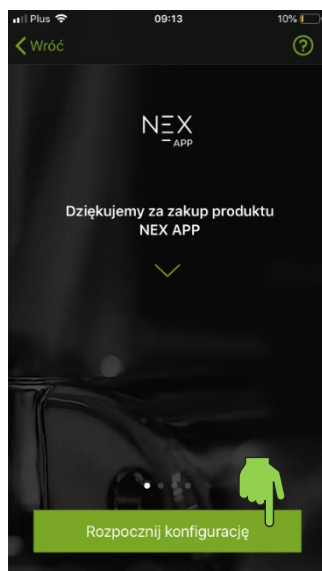 Plus 09:13 10%
Wróć ?
NEX
APP
Dziękujemy za zakup produktu
NEX APP
Rozpocznij konfigurację